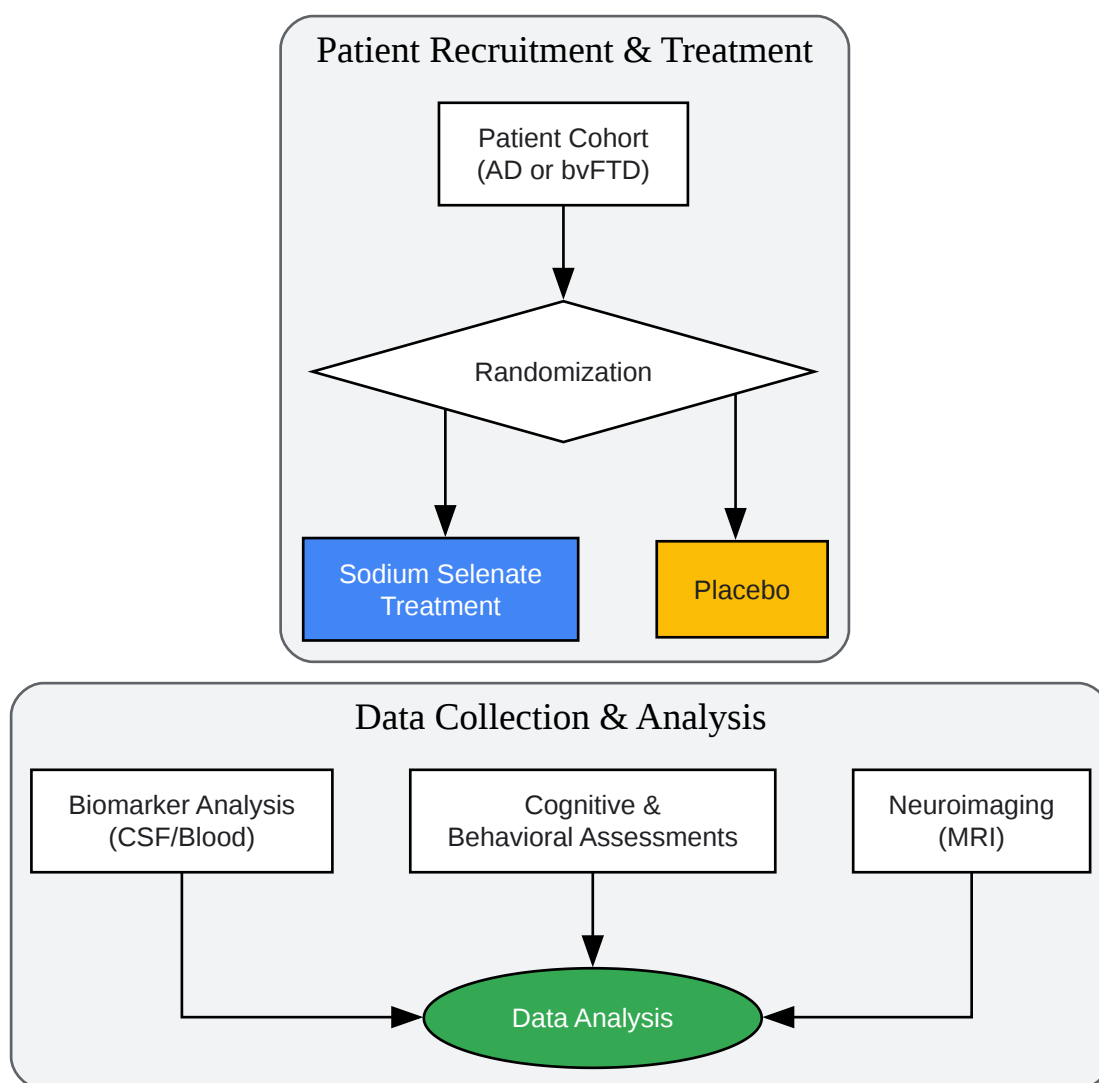 Patient Recruitment & Treatment
Patient Cohort
(AD or bvFTD)
Randomization
Sodium Selenate
Treatment
Placebo
Data Collection & Analysis
Biomarker Analysis
(CSF/Blood)
Cognitive &
Behavioral Assessments
Neuroimaging
(MRI)
Data Analysis